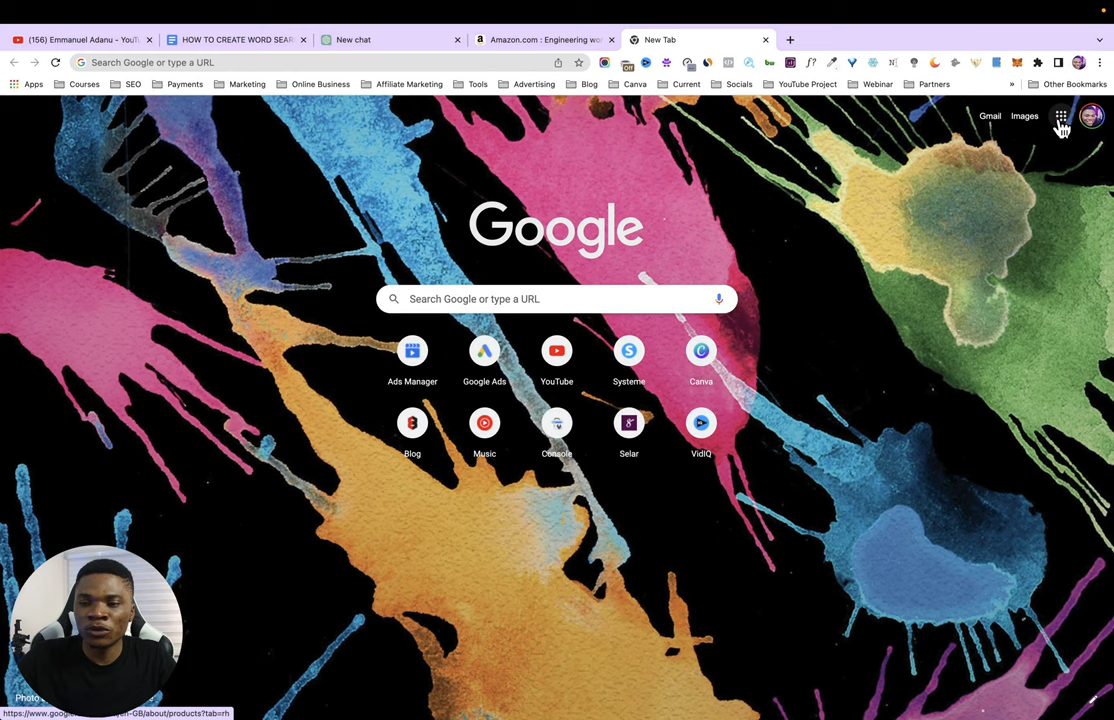 (156) Emmanuel Adanu - YouT
HOW TO CREATE WORD SEAR
New chat
Amazon.com : Engineering wo
New Tab
Search Google or type a URL
Off
Apps
Courses
SEO
Payments
Marketing
Online Business
Affiliate Marketing
Tools
Advertising
Blog
Canva
Current
Socials
YouTube Project
Webinar
Partners
»
Other Bookmarks
Gmail
Images
Google
Search Google or type a URL
Ads Manager
Google Ads
YouTube
Systeme
Canva
Blog
Music
Console
Selar
VidIQ
Photo